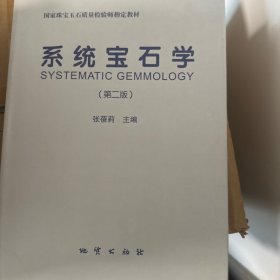 国家珠宝玉石质量检验师指定教材
系统宝石学
SYSTEMATIC GEMMOLOGY
(第二版)
张蓓莉 主编
地质出版社